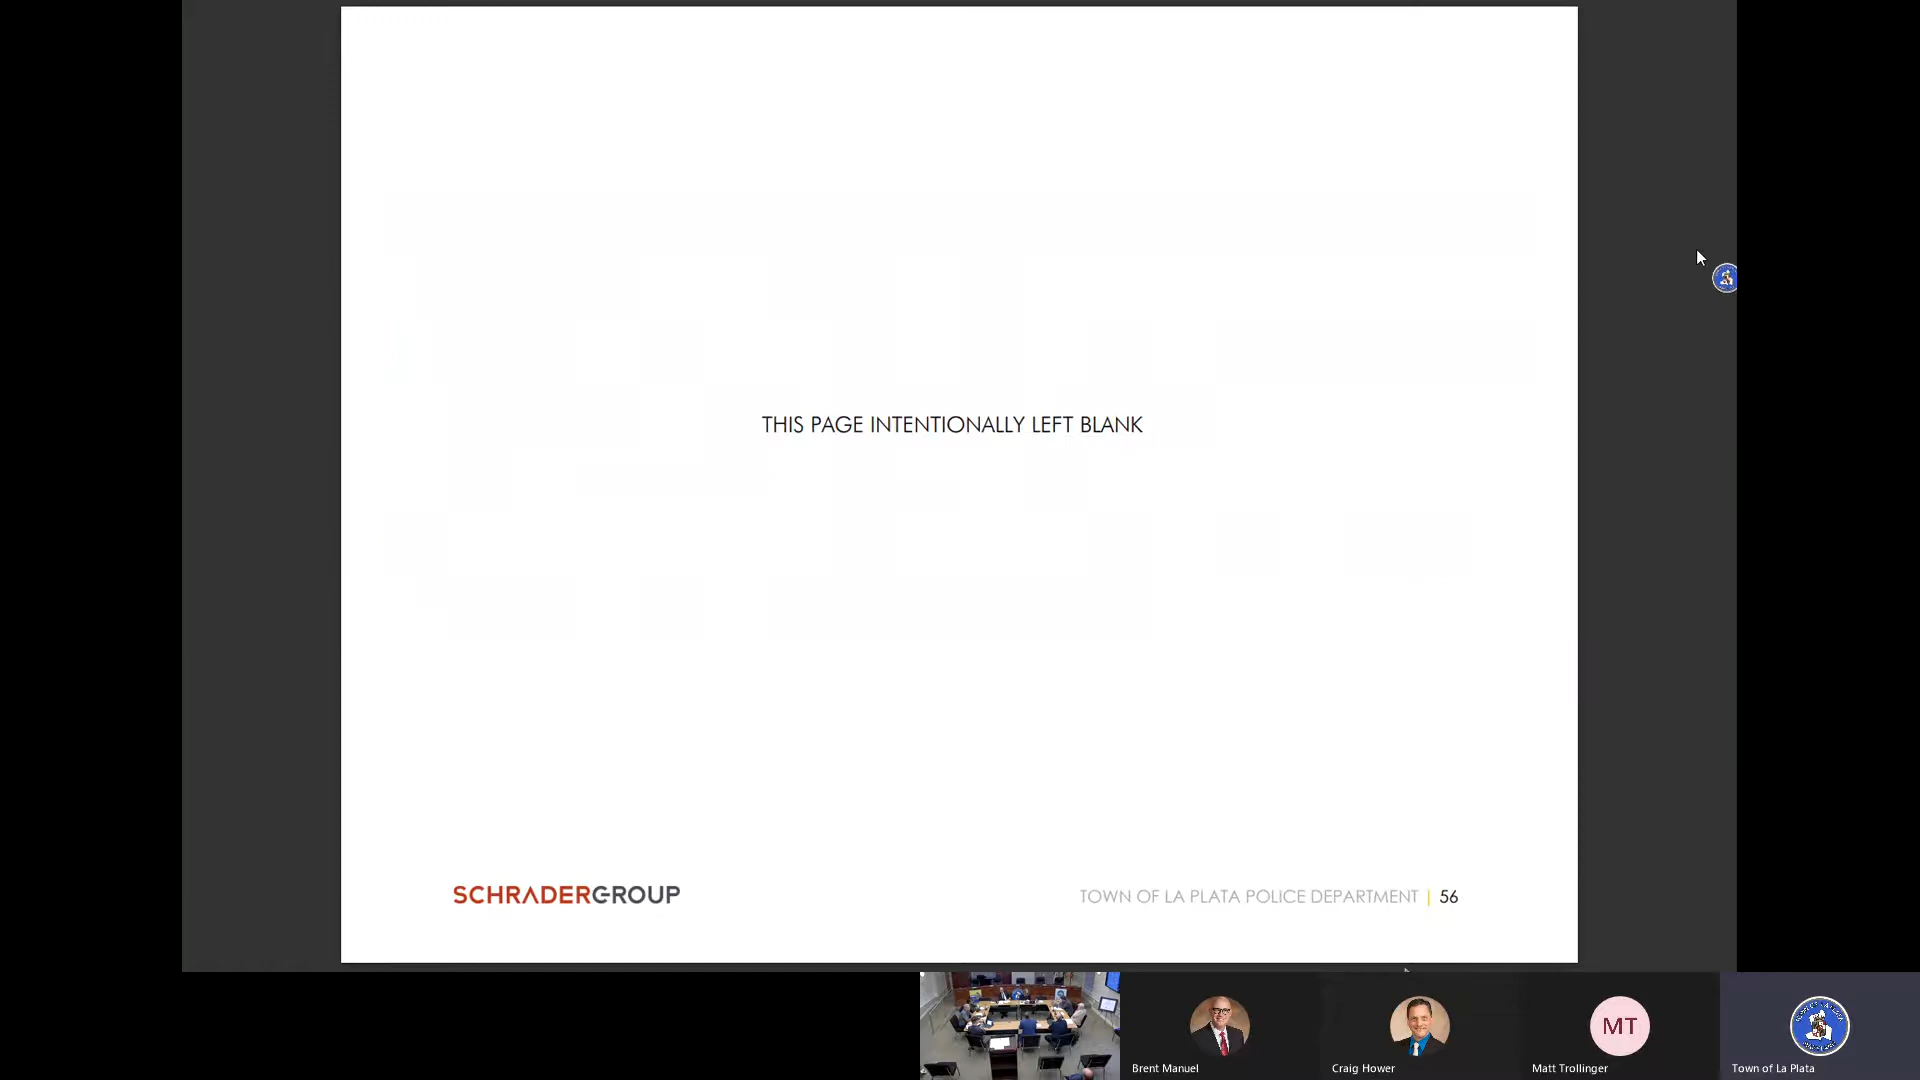 THIS PAGE INTENTIONALLY LEFT BLANK
SCHRADERGROUP
TOWN OF LA PLATA POLICE DEPARTMENT | 56
MT
Brent Manuel
Craig Hower
Matt Trollinger
Town of La Plata